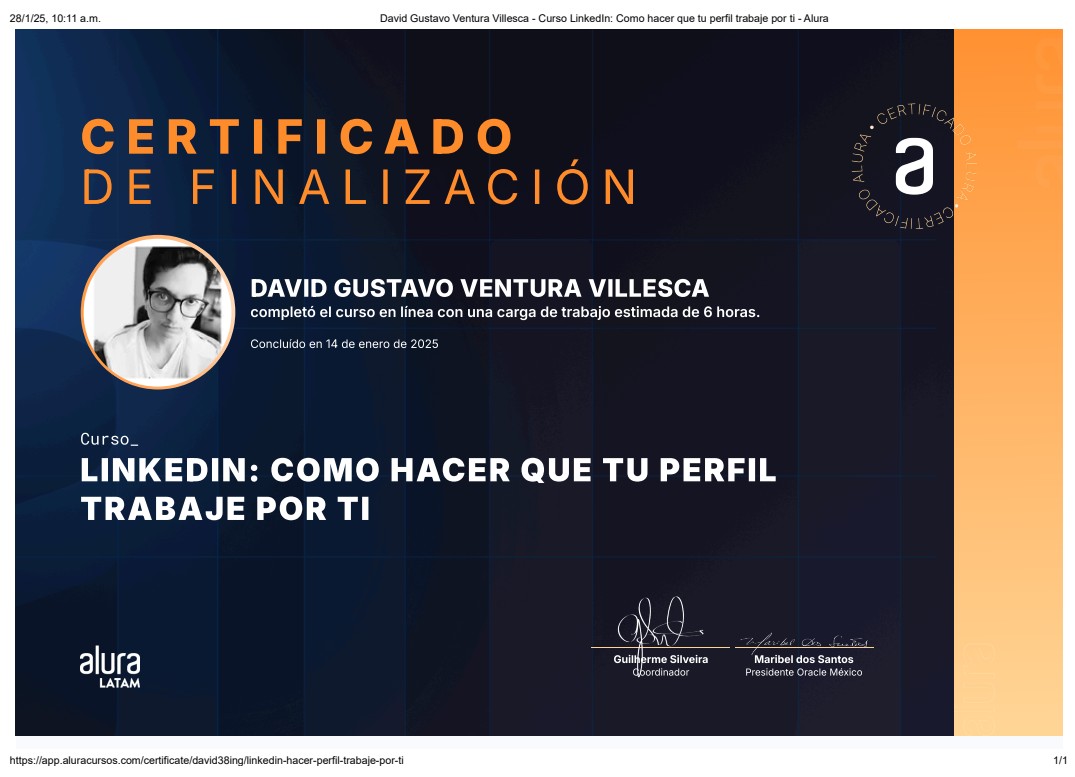 28/1/25, 10:11 a.m. David Gustavo Ventura Villesca - Curso LinkedIn: Como hacer que tu perfil trabaje por ti - Alura
CERTIFICADO
DE FINALIZACIÓN
CERTIFICADO ALURA • CERTIFICADO ALURA •
a
DAVID GUSTAVO VENTURA VILLESCA
completó el curso en línea con una carga de trabajo estimada de 6 horas.
Concluído en 14 de enero de 2025
Curso_
LINKEDIN: COMO HACER QUE TU PERFIL
TRABAJE POR TI
alura
LATAM
Maribel Dos Santos
Guilherme Silveira
Coordinador
Maribel dos Santos
Presidente Oracle México
https://app.aluracursos.com/certificate/david38ing/linkedin-hacer-perfil-trabaje-por-ti 1/1